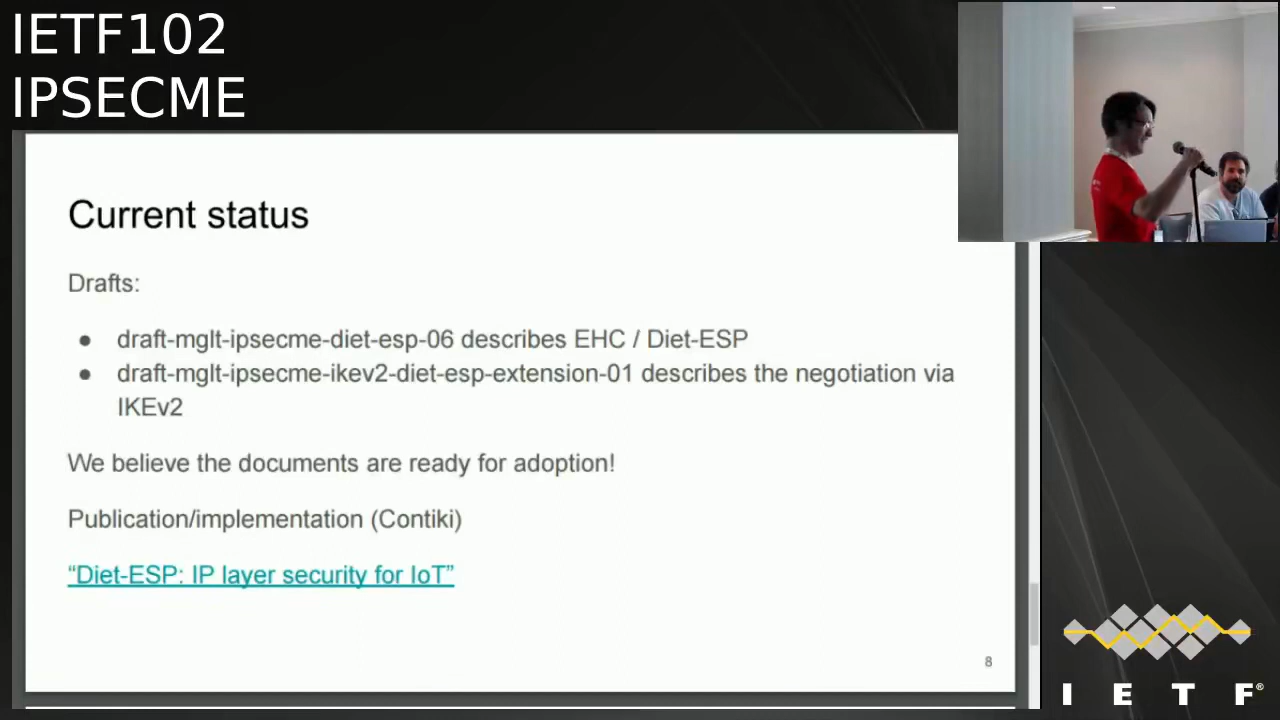 IETF102
IPSECME
Current status
Drafts:
● draft-mglt-ipsecme-diet-esp-06 describes EHC / Diet-ESP
● draft-mglt-ipsecme-ikev2-diet-esp-extension-01 describes the negotiation via
IKEv2
We believe the documents are ready for adoption!
Publication/implementation (Contiki)
“Diet-ESP: IP layer security for IoT”
8
I E T F®